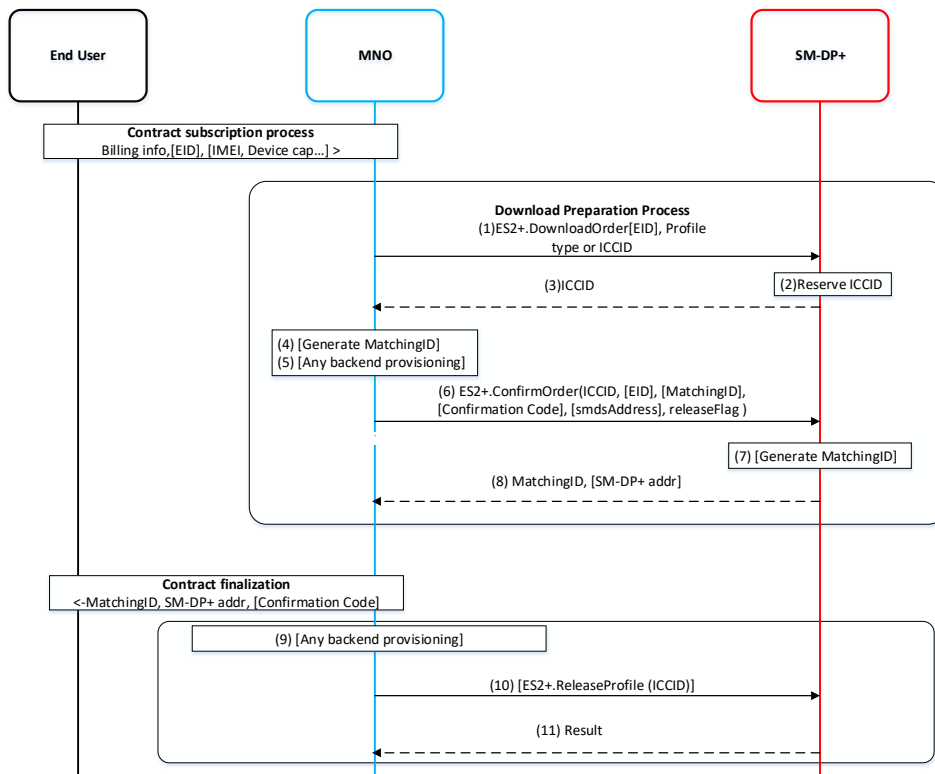 End User
MNO
SM-DP+
Contract subscription process
Billing info,[EID], [IMEI, Device cap...] >
Download Preparation Process
(1)ES2+.DownloadOrder[EID], Profile
type or ICCID
(2)Reserve ICCID
(3)ICCID
(4) [Generate MatchingID]
(5) [Any backend provisioning]
(6) ES2+.ConfirmOrder(ICCID, [EID], [MatchingID],
[Confirmation Code], [smdsAddress], releaseFlag )
(7) [Generate MatchingID]
(8) MatchingID, [SM-DP+ addr]
Contract finalization
<-MatchingID, SM-DP+ addr, [Confirmation Code]
(9) [Any backend provisioning]
(10) [ES2+.ReleaseProfile (ICCID)]
(11) Result